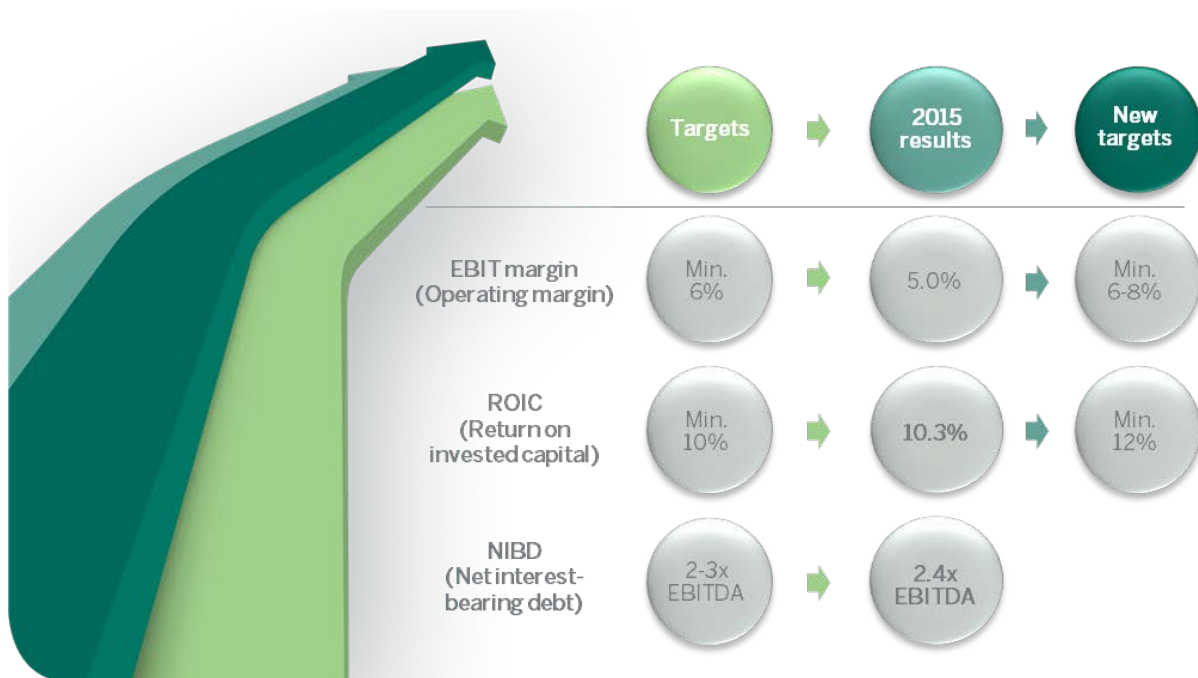 Targets
2015
results
New
targets
EBIT margin
(Operating margin)
Min.
6%
5.0%
Min.
6-8%
ROIC
(Return on
invested capital)
Min.
10%
10.3%
Min.
12%
NIBD
(Net interest-
bearing debt)
2-3x
EBITDA
2.4x
EBITDA